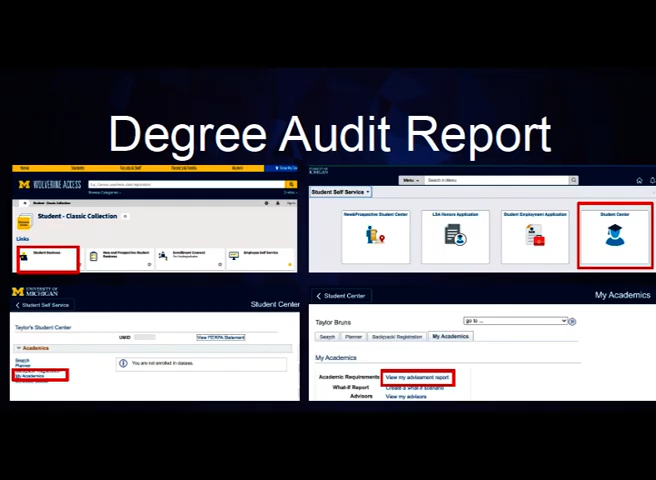 Degree Audit Report
WOLVERINE ACCESS
Student - Classic Collection
Links
Student Business
New and Prospective Student Business
Enrollment Connect
Employee Self Service
Menu
Search in Menu
Student Self Service
New&Prospective Student Center
LSA Honors Application
Student Employment Application
Student Center
UNIVERSITY OF
MICHIGAN
Student Self Service
Student Center
Taylor's Student Center
UMID
View FERPA Statement
Academics
Search
Planner
My Academics
You are not enrolled in classes.
Student Center
My Academics
Taylor Bruns
go to ...
Search
Planner
Backpack/ Registration
My Academics
My Academics
Academic Requirements
View my advisement report
What-if Report
Create a what-if scenario
Advisors
View my advisors